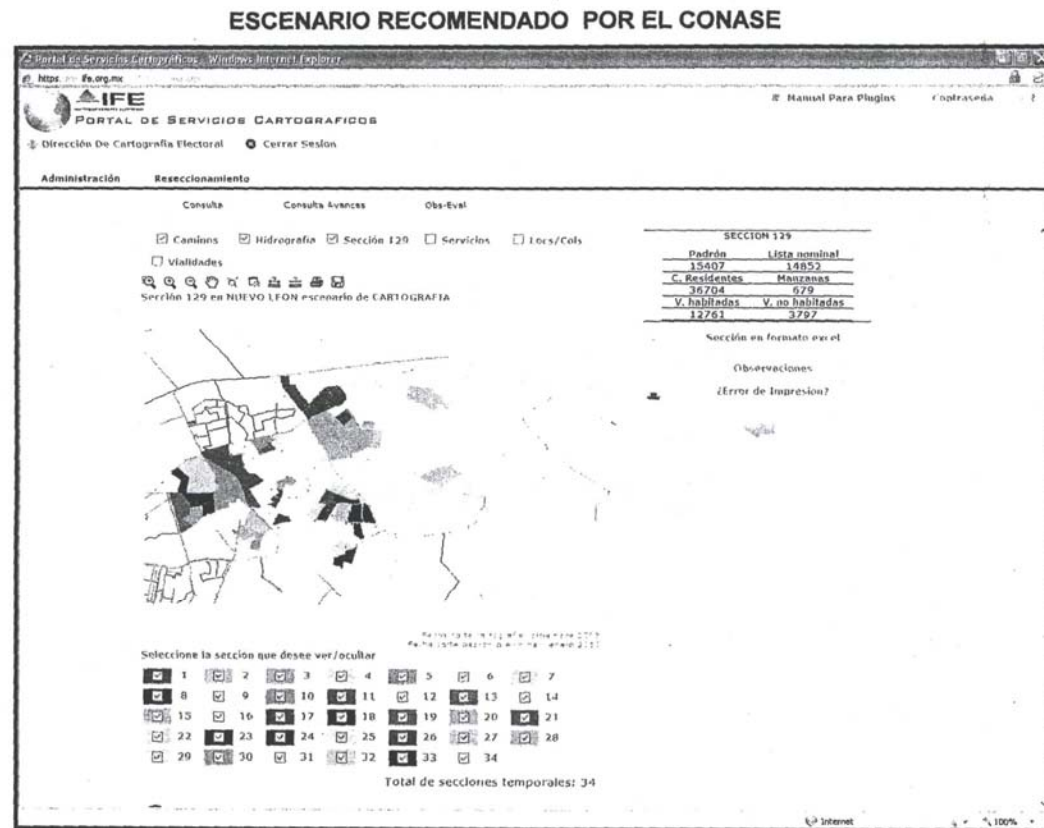 ESCENARIO RECOMENDADO POR EL CONASE
Portal de Servicios Cartográficos - Windows Internet Explorer
https: ife.org.mx
IFE
PORTAL DE SERVICIOS CARTOGRAFICOS
Manual Para Plugins Contraseña
Dirección De Cartografía Electoral Cerrar Sesion
Administración Reseccionamiento
Consulta Consulta Avances Obs-Eval
Caminos Hidrografia Sección 129 Servicios Locs/Cols
Vialidades
Sección 129 en NUEVO LEON escenario de CARTOGRAFIA
SECCION 129
Padrón Lista nominal
15407 14852
C. Residentes Manzanas
36704 679
V. habitadas V. no habitadas
12761 3797
Sección en formato excel
Observaciones
¿Error de Impresion?
Seleccione la seccion que desee ver/ocultar
1 2 3 4 5 6 7
8 9 10 11 12 13 14
15 16 17 18 19 20 21
22 23 24 25 26 27 28
29 30 31 32 33 34
Total de secciones temporales: 34
Internet 100%